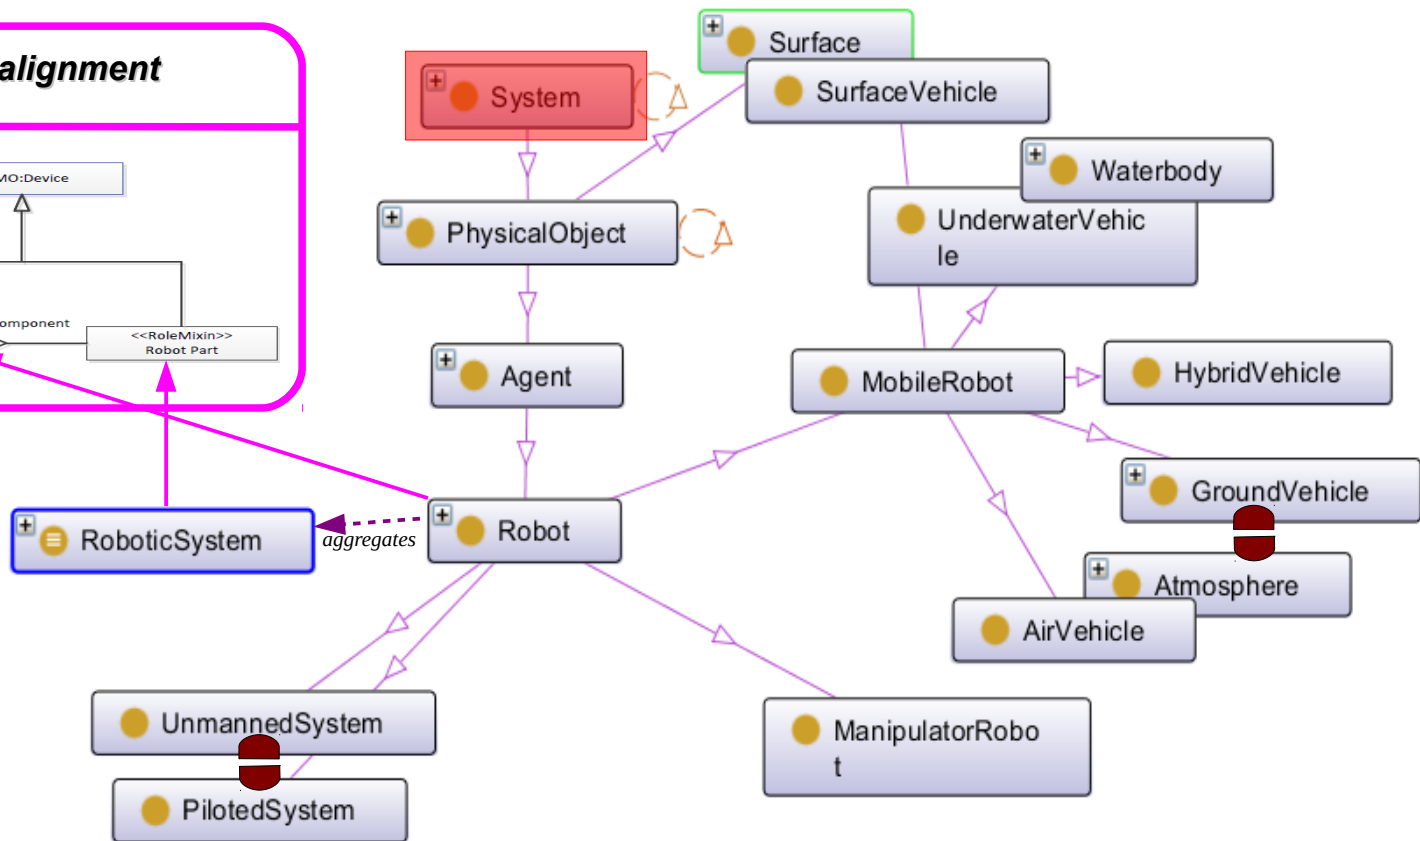 alignment
MO:Device
omponent
<<RoleMixin>>
Robot Part
System
Surface
SurfaceVehicle
Waterbody
UnderwaterVehic
le
PhysicalObject
Agent
MobileRobot
HybridVehicle
GroundVehicle
Robot
RoboticSystem
aggregates
Atmosphere
AirVehicle
UnmannedSystem
PilotedSystem
ManipulatorRobo
t